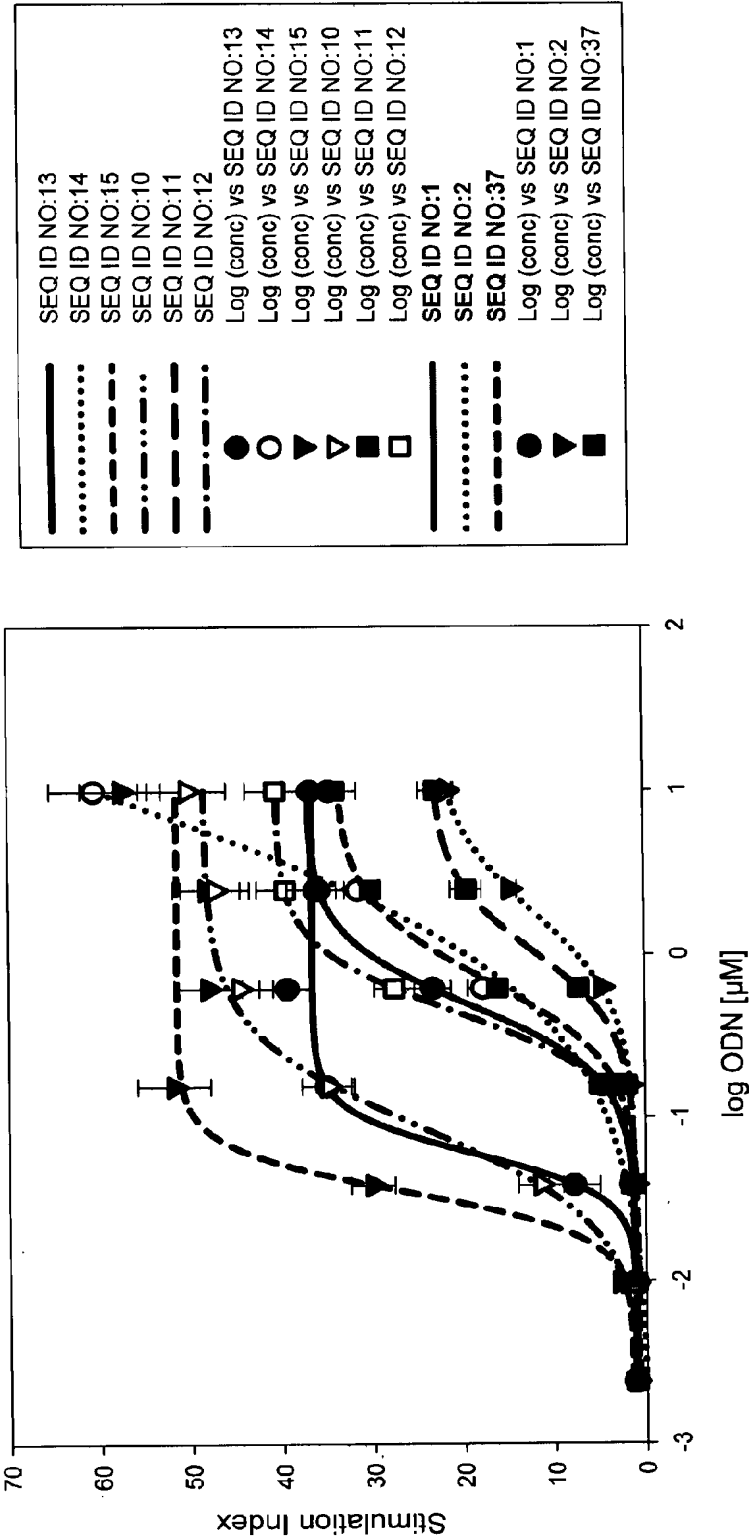 70
60
50
40
30
20
10
0
Stimulation Index
-3
-2
-1
0
1
2
log ODN [µM]
SEQ ID NO:13
SEQ ID NO:14
SEQ ID NO:15
SEQ ID NO:10
SEQ ID NO:11
SEQ ID NO:12
Log (conc) vs SEQ ID NO:13
Log (conc) vs SEQ ID NO:14
Log (conc) vs SEQ ID NO:15
Log (conc) vs SEQ ID NO:10
Log (conc) vs SEQ ID NO:11
Log (conc) vs SEQ ID NO:12
SEQ ID NO:1
SEQ ID NO:2
SEQ ID NO:37
Log (conc) vs SEQ ID NO:1
Log (conc) vs SEQ ID NO:2
Log (conc) vs SEQ ID NO:37